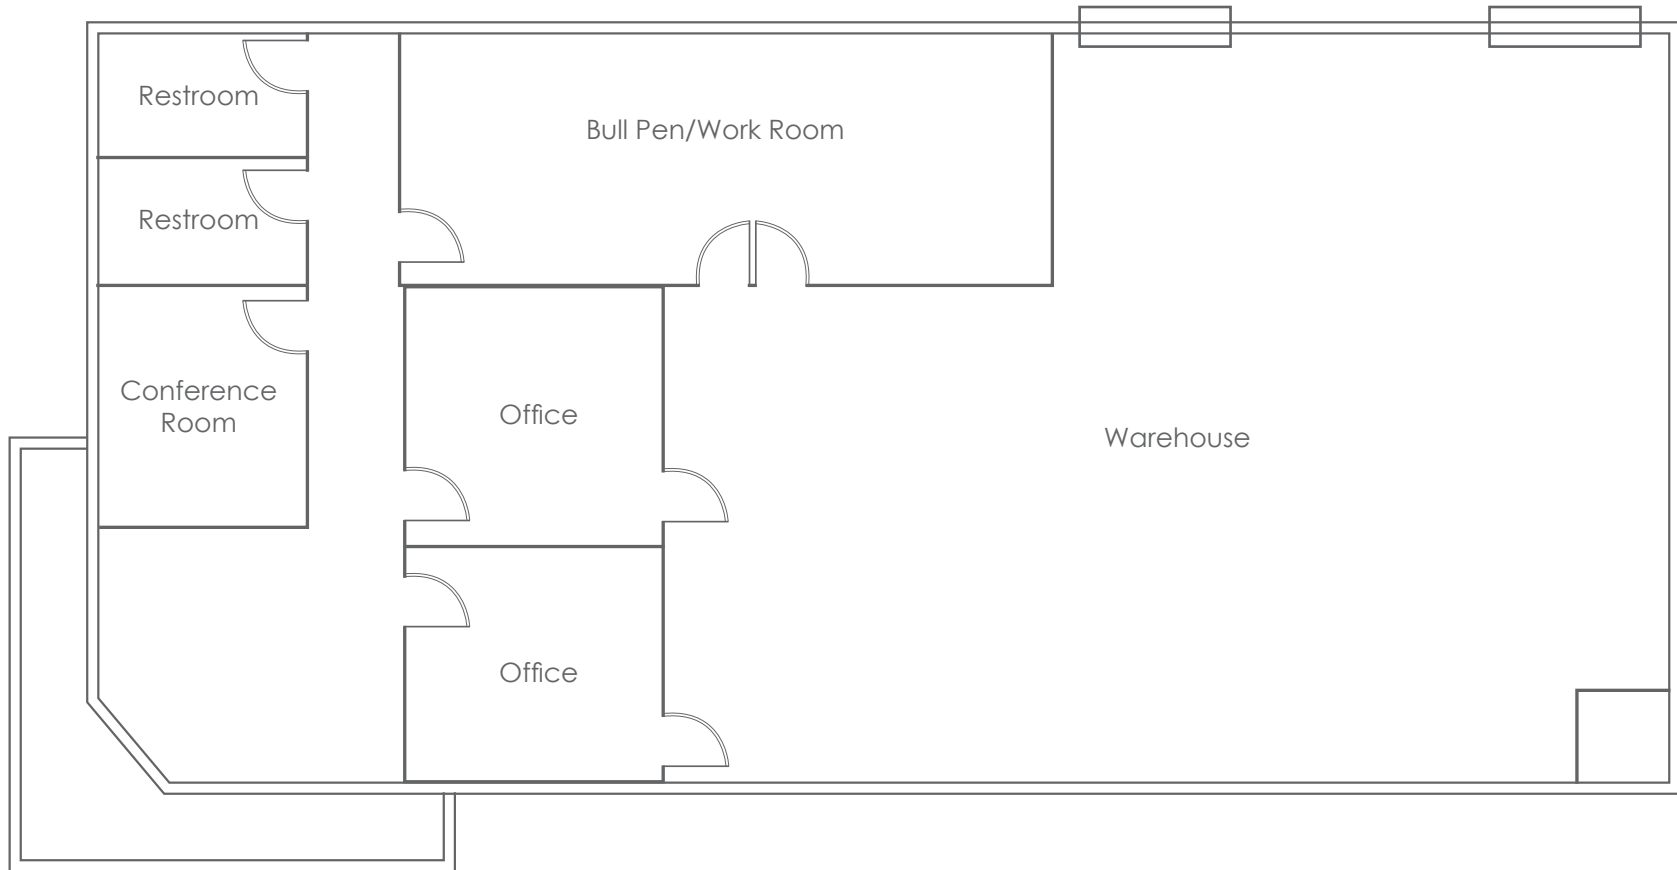 Restroom
Bull Pen/Work Room
Restroom
Conference
Room
Office
Warehouse
Office